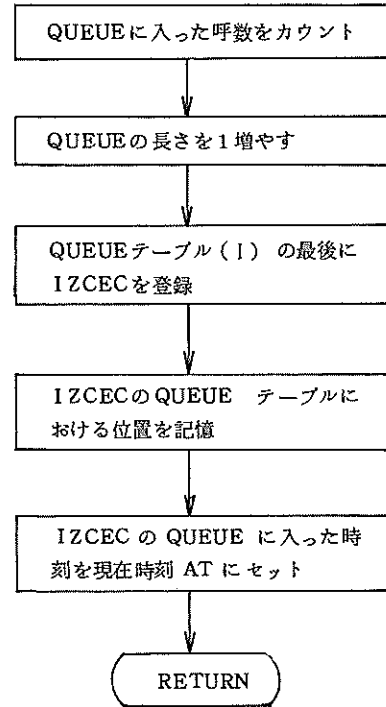 QUEUEに入った呼数をカウント
QUEUEの長さを1増やす
QUEUEテーブル(I)の最後に
IZCECを登録
IZCECのQUEUE テーブルに
おける位置を記憶
IZCEC の QUEUE に入った時
刻を現在時刻 AT にセット
RETURN